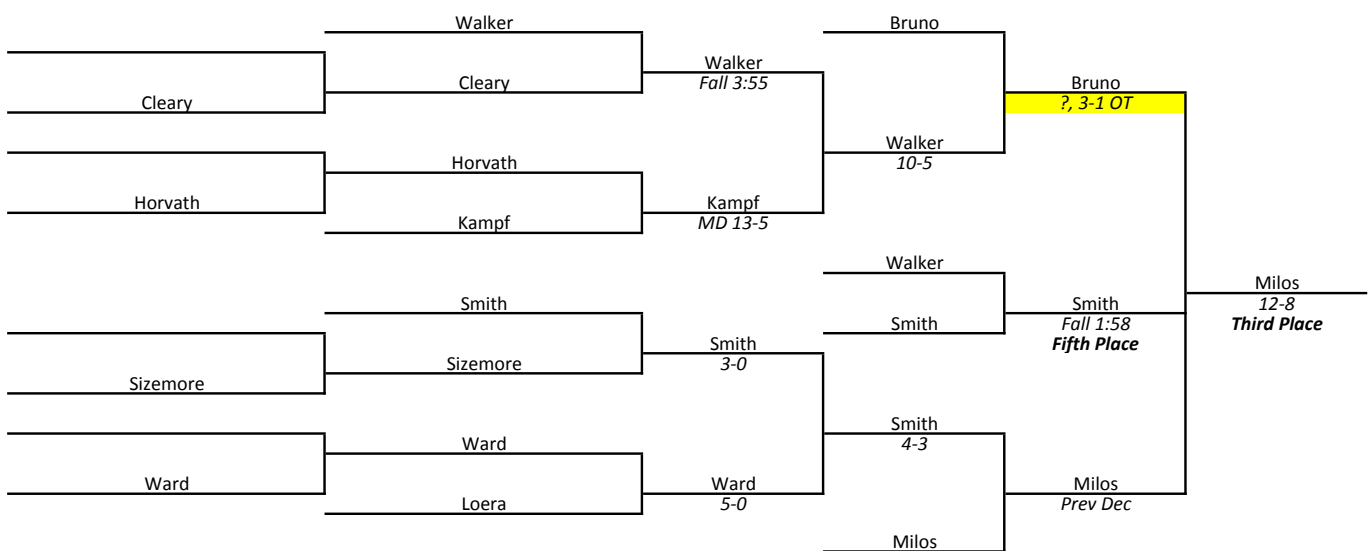 Walker
Bruno
Walker
Fall 3:55
Cleary
Bruno
?, 3-1 OT
Cleary
Walker
10-5
Horvath
Horvath
Kampf
MD 13-5
Kampf
Walker
Milos
12-8
Third Place
Smith
Smith
Fall 1:58
Fifth Place
Smith
Smith
3-0
Sizemore
Sizemore
Smith
4-3
Ward
Ward
Ward
5-0
Milos
Prev Dec
Loera
Milos